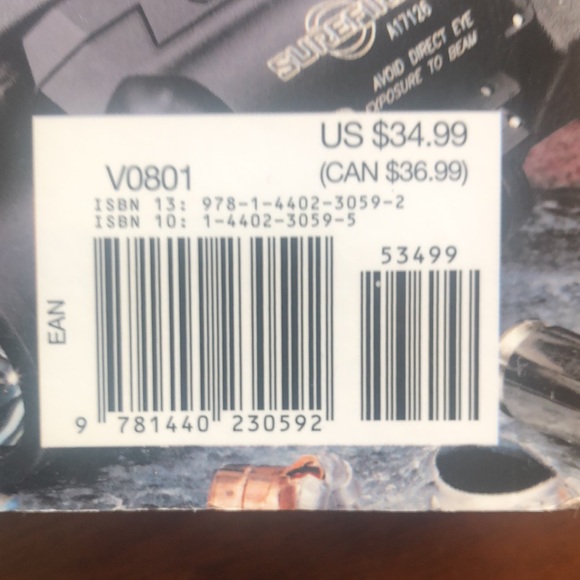 SUREFIRE
A17126
AVOID DIRECT EYE
EXPOSURE TO BEAM
US $34.99
V0801
(CAN $36.99)
ISBN 13: 978-1-4402-3059-2
ISBN 10: 1-4402-3059-5
53499
EAN
9 781440 230592